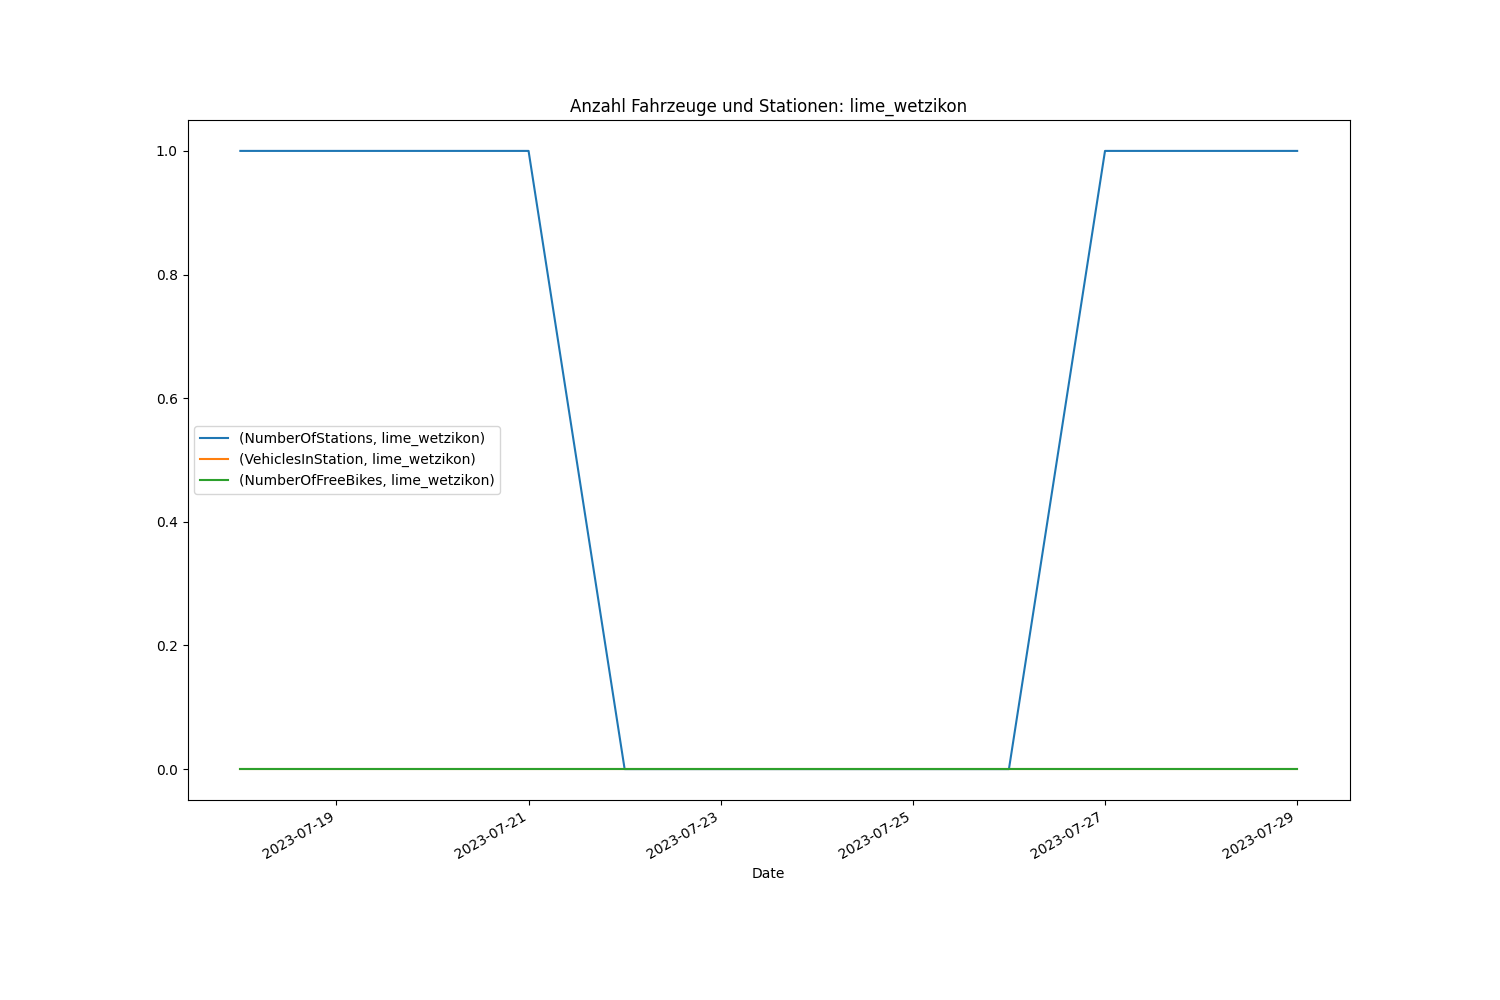 Anzahl Fahrzeuge und Stationen: lime_wetzikon
1.0
0.8
0.6
0.4
0.2
0.0
(NumberOfStations, lime_wetzikon)
(VehiclesInStation, lime_wetzikon)
(NumberOfFreeBikes, lime_wetzikon)
2023-07-19
2023-07-21
2023-07-23
2023-07-25
2023-07-27
2023-07-29
Date